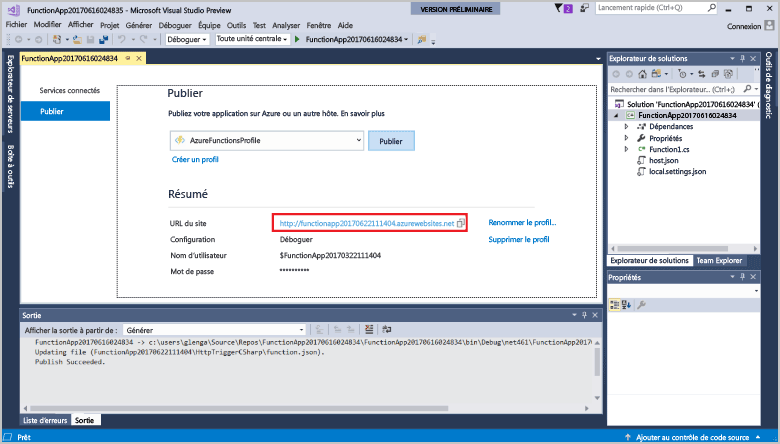 FunctionApp20170616024835 - Microsoft Visual Studio Preview
VERSION PRÉLIMINAIRE
2
Lancement rapide (Ctrl+Q)
Fichier Modifier Afficher Projet Générer Déboguer Équipe Outils Test Analyser Fenêtre Aide
Connexion
Déboguer
Toute unité centrale
FunctionApp20170616024834
Explorateur de serveurs
Boîte à outils
FunctionApp20170616024834
Services connectés
Publier
Publier
Publiez votre application sur Azure ou un autre hôte. En savoir plus
AzureFunctionsProfile
Publier
Créer un profil
Résumé
URL du site
http://functionapp20170622111404.azurewebsites.net
Renommer le profil...
Configuration
Déboguer
Supprimer le profil
Nom d'utilisateur
$FunctionApp20170322111404
Mot de passe
••••••••••
Sortie
Afficher la sortie à partir de :
Générer
FunctionApp20170616024834 -> c:\users\glenga\Source\Repos\FunctionApp20170616024834\FunctionApp20170616024834\bin\Debug\net461\FunctionApp2017
Updating file (FunctionApp20170622111404\HttpTriggerCSharp\function.json).
Publish Succeeded.
Liste d'erreurs
Sortie
Explorateur de solutions
Rechercher dans l'Explorateur... (Ctrl+;)
Solution 'FunctionApp20170616024834' (
FunctionApp20170616024834
Dépendances
Propriétés
C# Function1.cs
host.json
local.settings.json
Explorateur de solutions
Team Explorer
Propriétés
Outils de diagnostic
Prêt
Ajouter au contrôle de code source